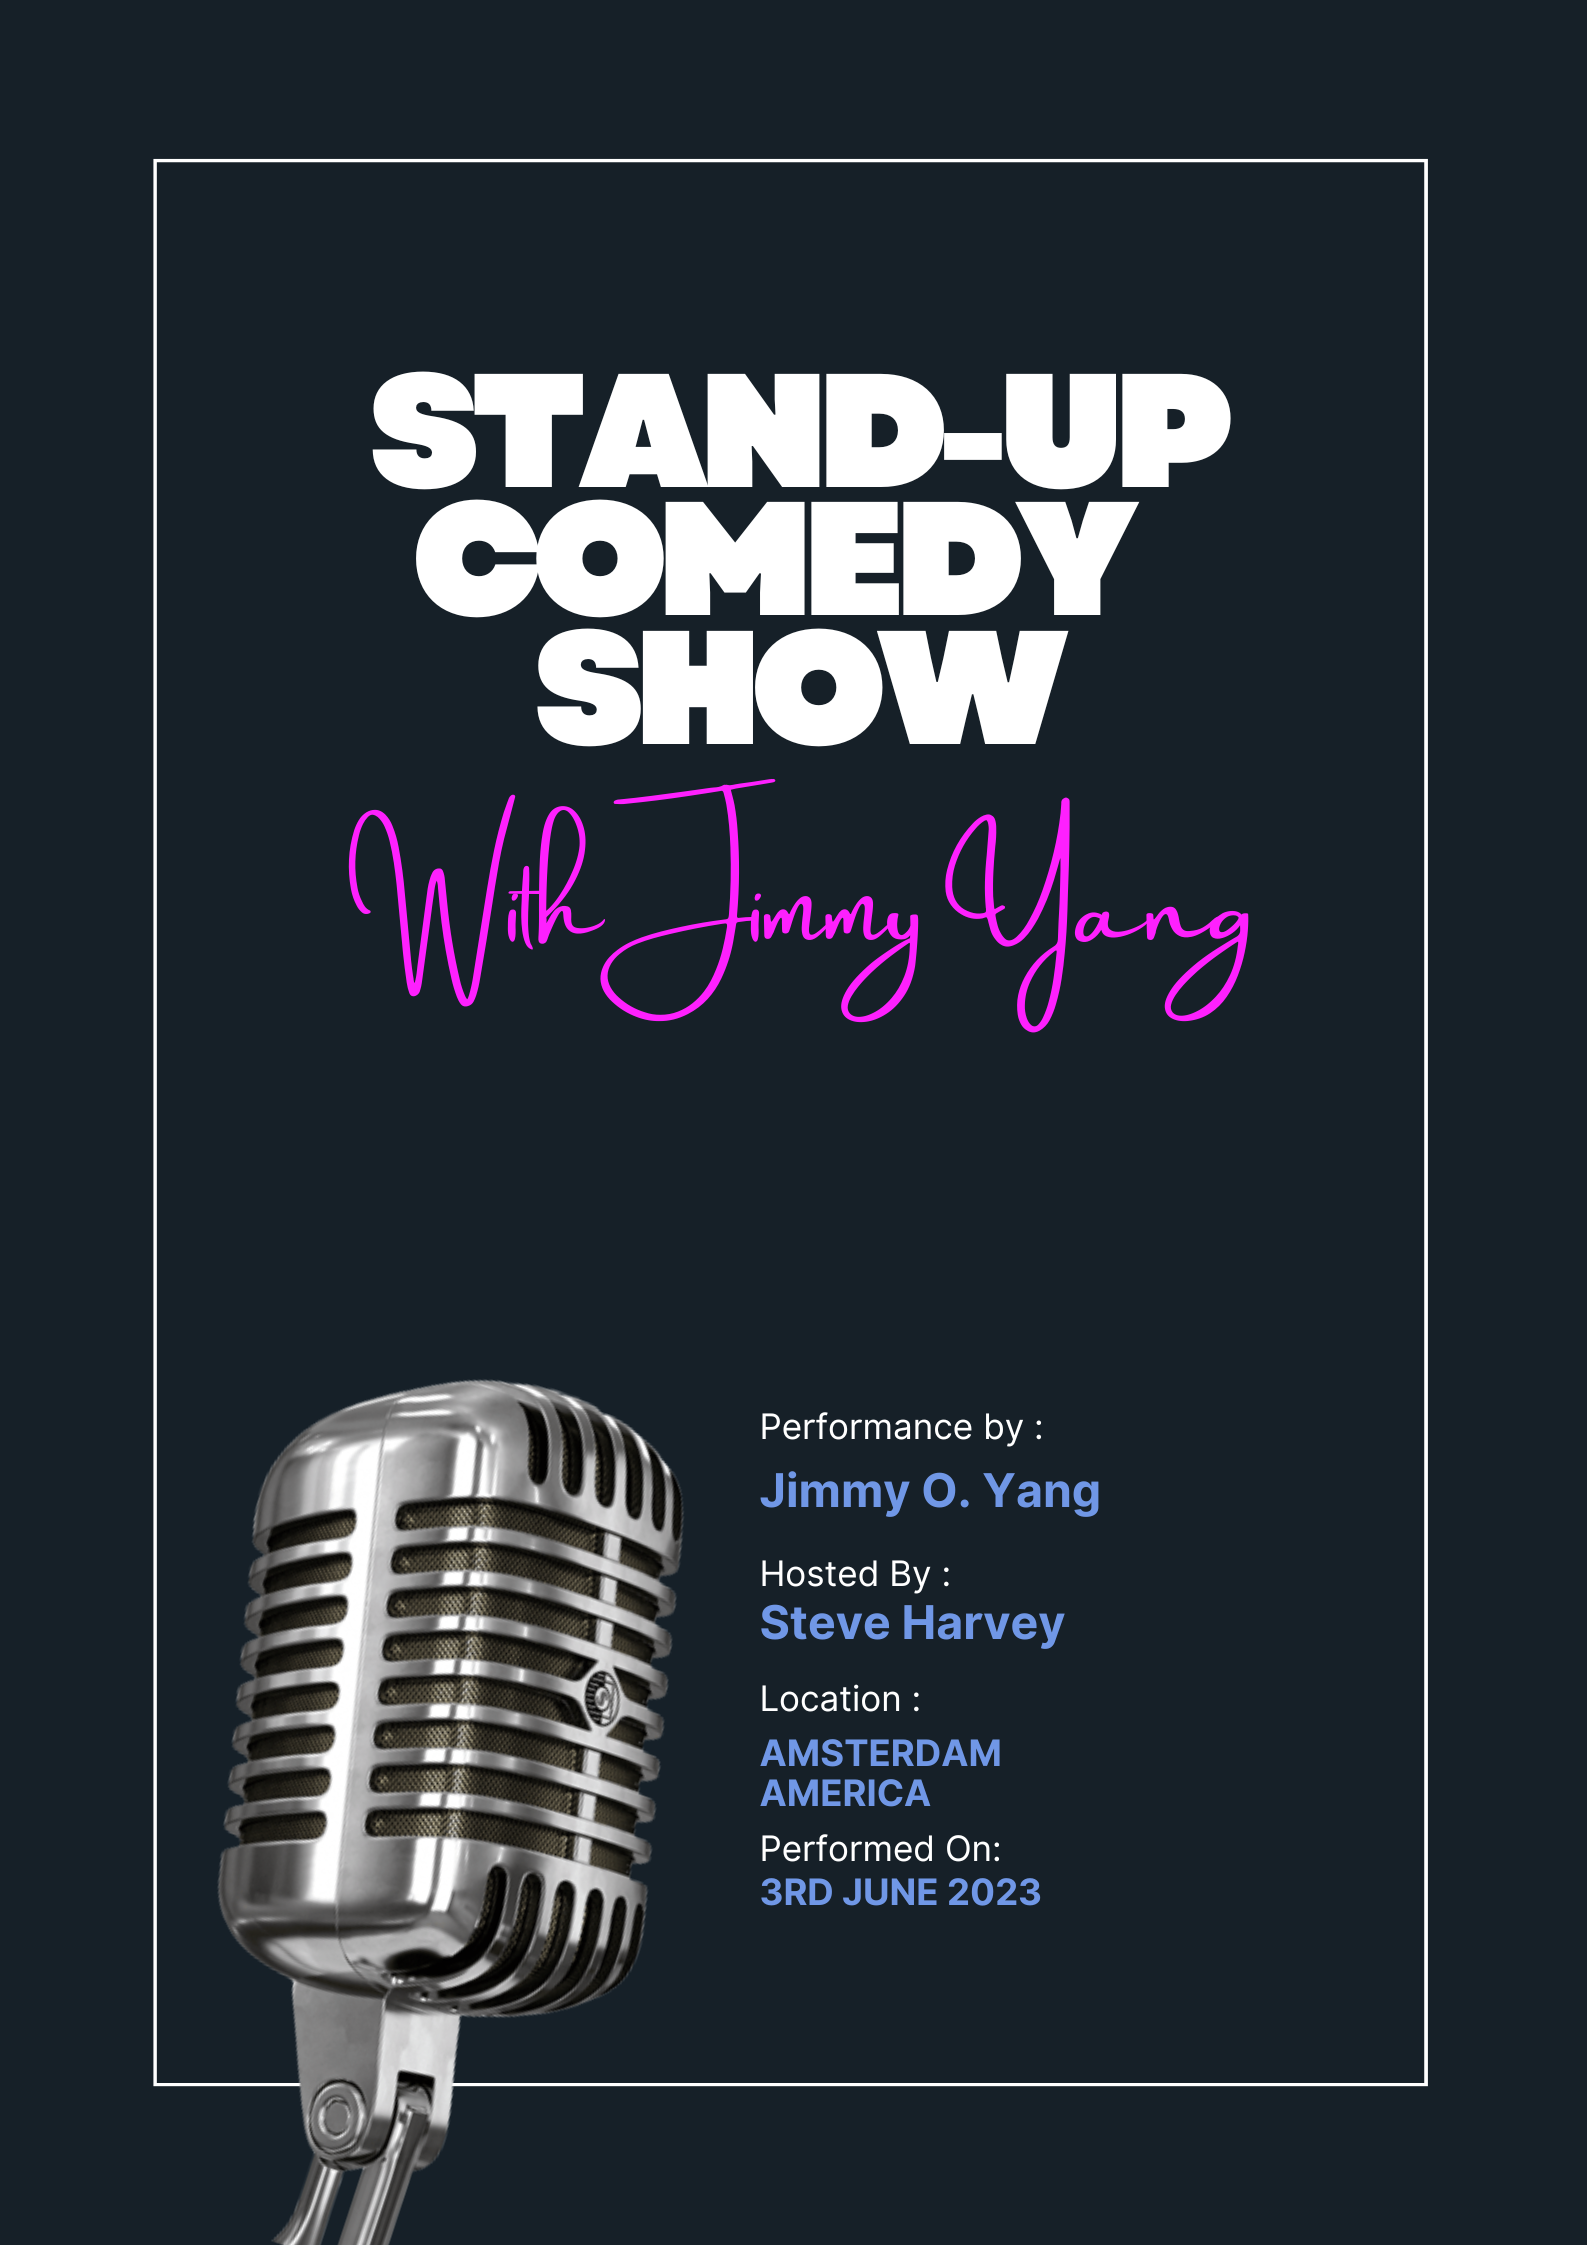 STAND-UP
COMEDY
SHOW
With Jimmy Yang
Performance by :
Jimmy O. Yang
Hosted By :
Steve Harvey
Location :
AMSTERDAM
AMERICA
Performed On:
3RD JUNE 2023